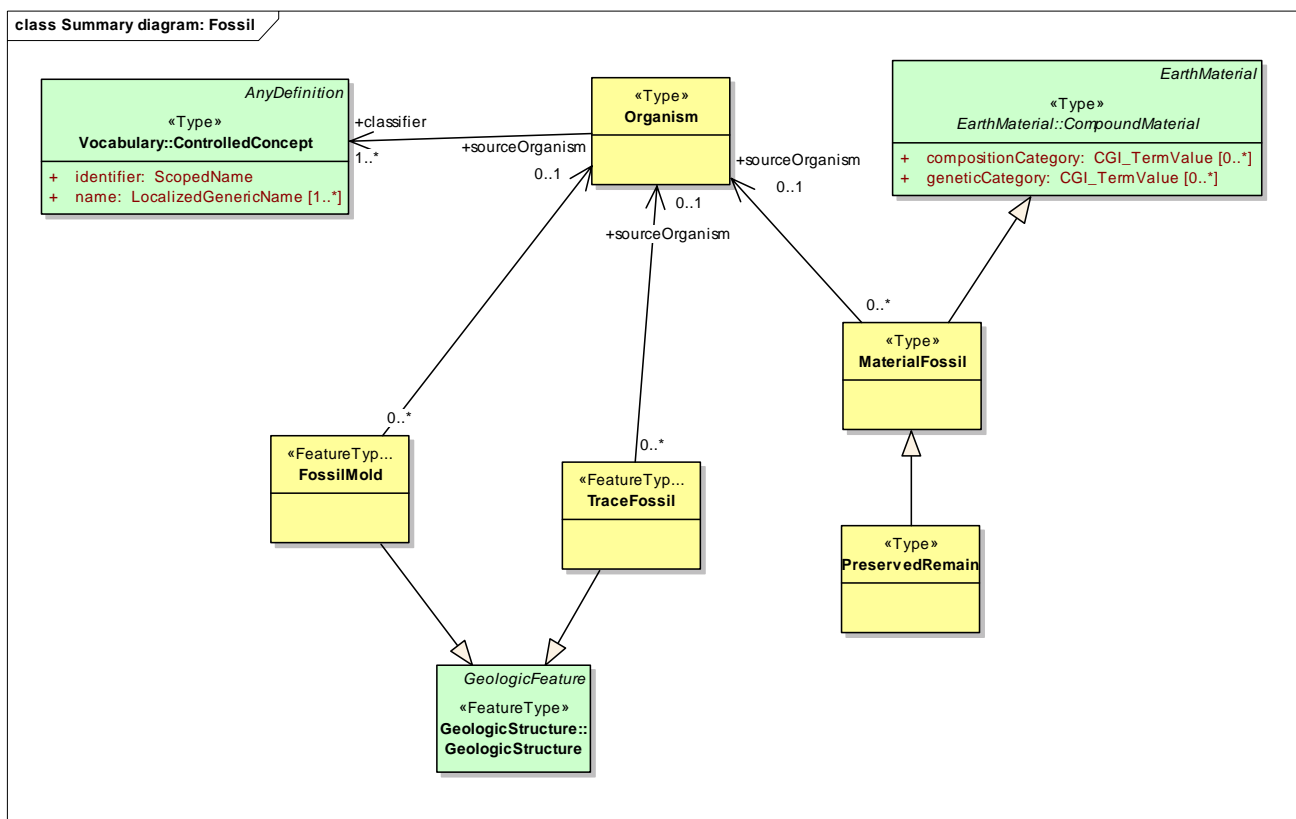 class Summary diagram: Fossil
AnyDefinition
«Type»
Vocabulary::ControlledConcept
+ identifier: ScopedName
+ name: LocalizedGenericName [1..*]
+classifier
1..*
«Type»
Organism
+sourceOrganism
0..1
+sourceOrganism
0..1
+sourceOrganism
0..1
EarthMaterial
«Type»
EarthMaterial::CompoundMaterial
+ compositionCategory: CGI_TermValue [0..*]
+ geneticCategory: CGI_TermValue [0..*]
0..*
«Type»
MaterialFossil
0..*
«FeatureTyp...
FossilMold
0..*
«FeatureTyp...
TraceFossil
«Type»
PreservedRemain
GeologicFeature
«FeatureType»
GeologicStructure::
GeologicStructure